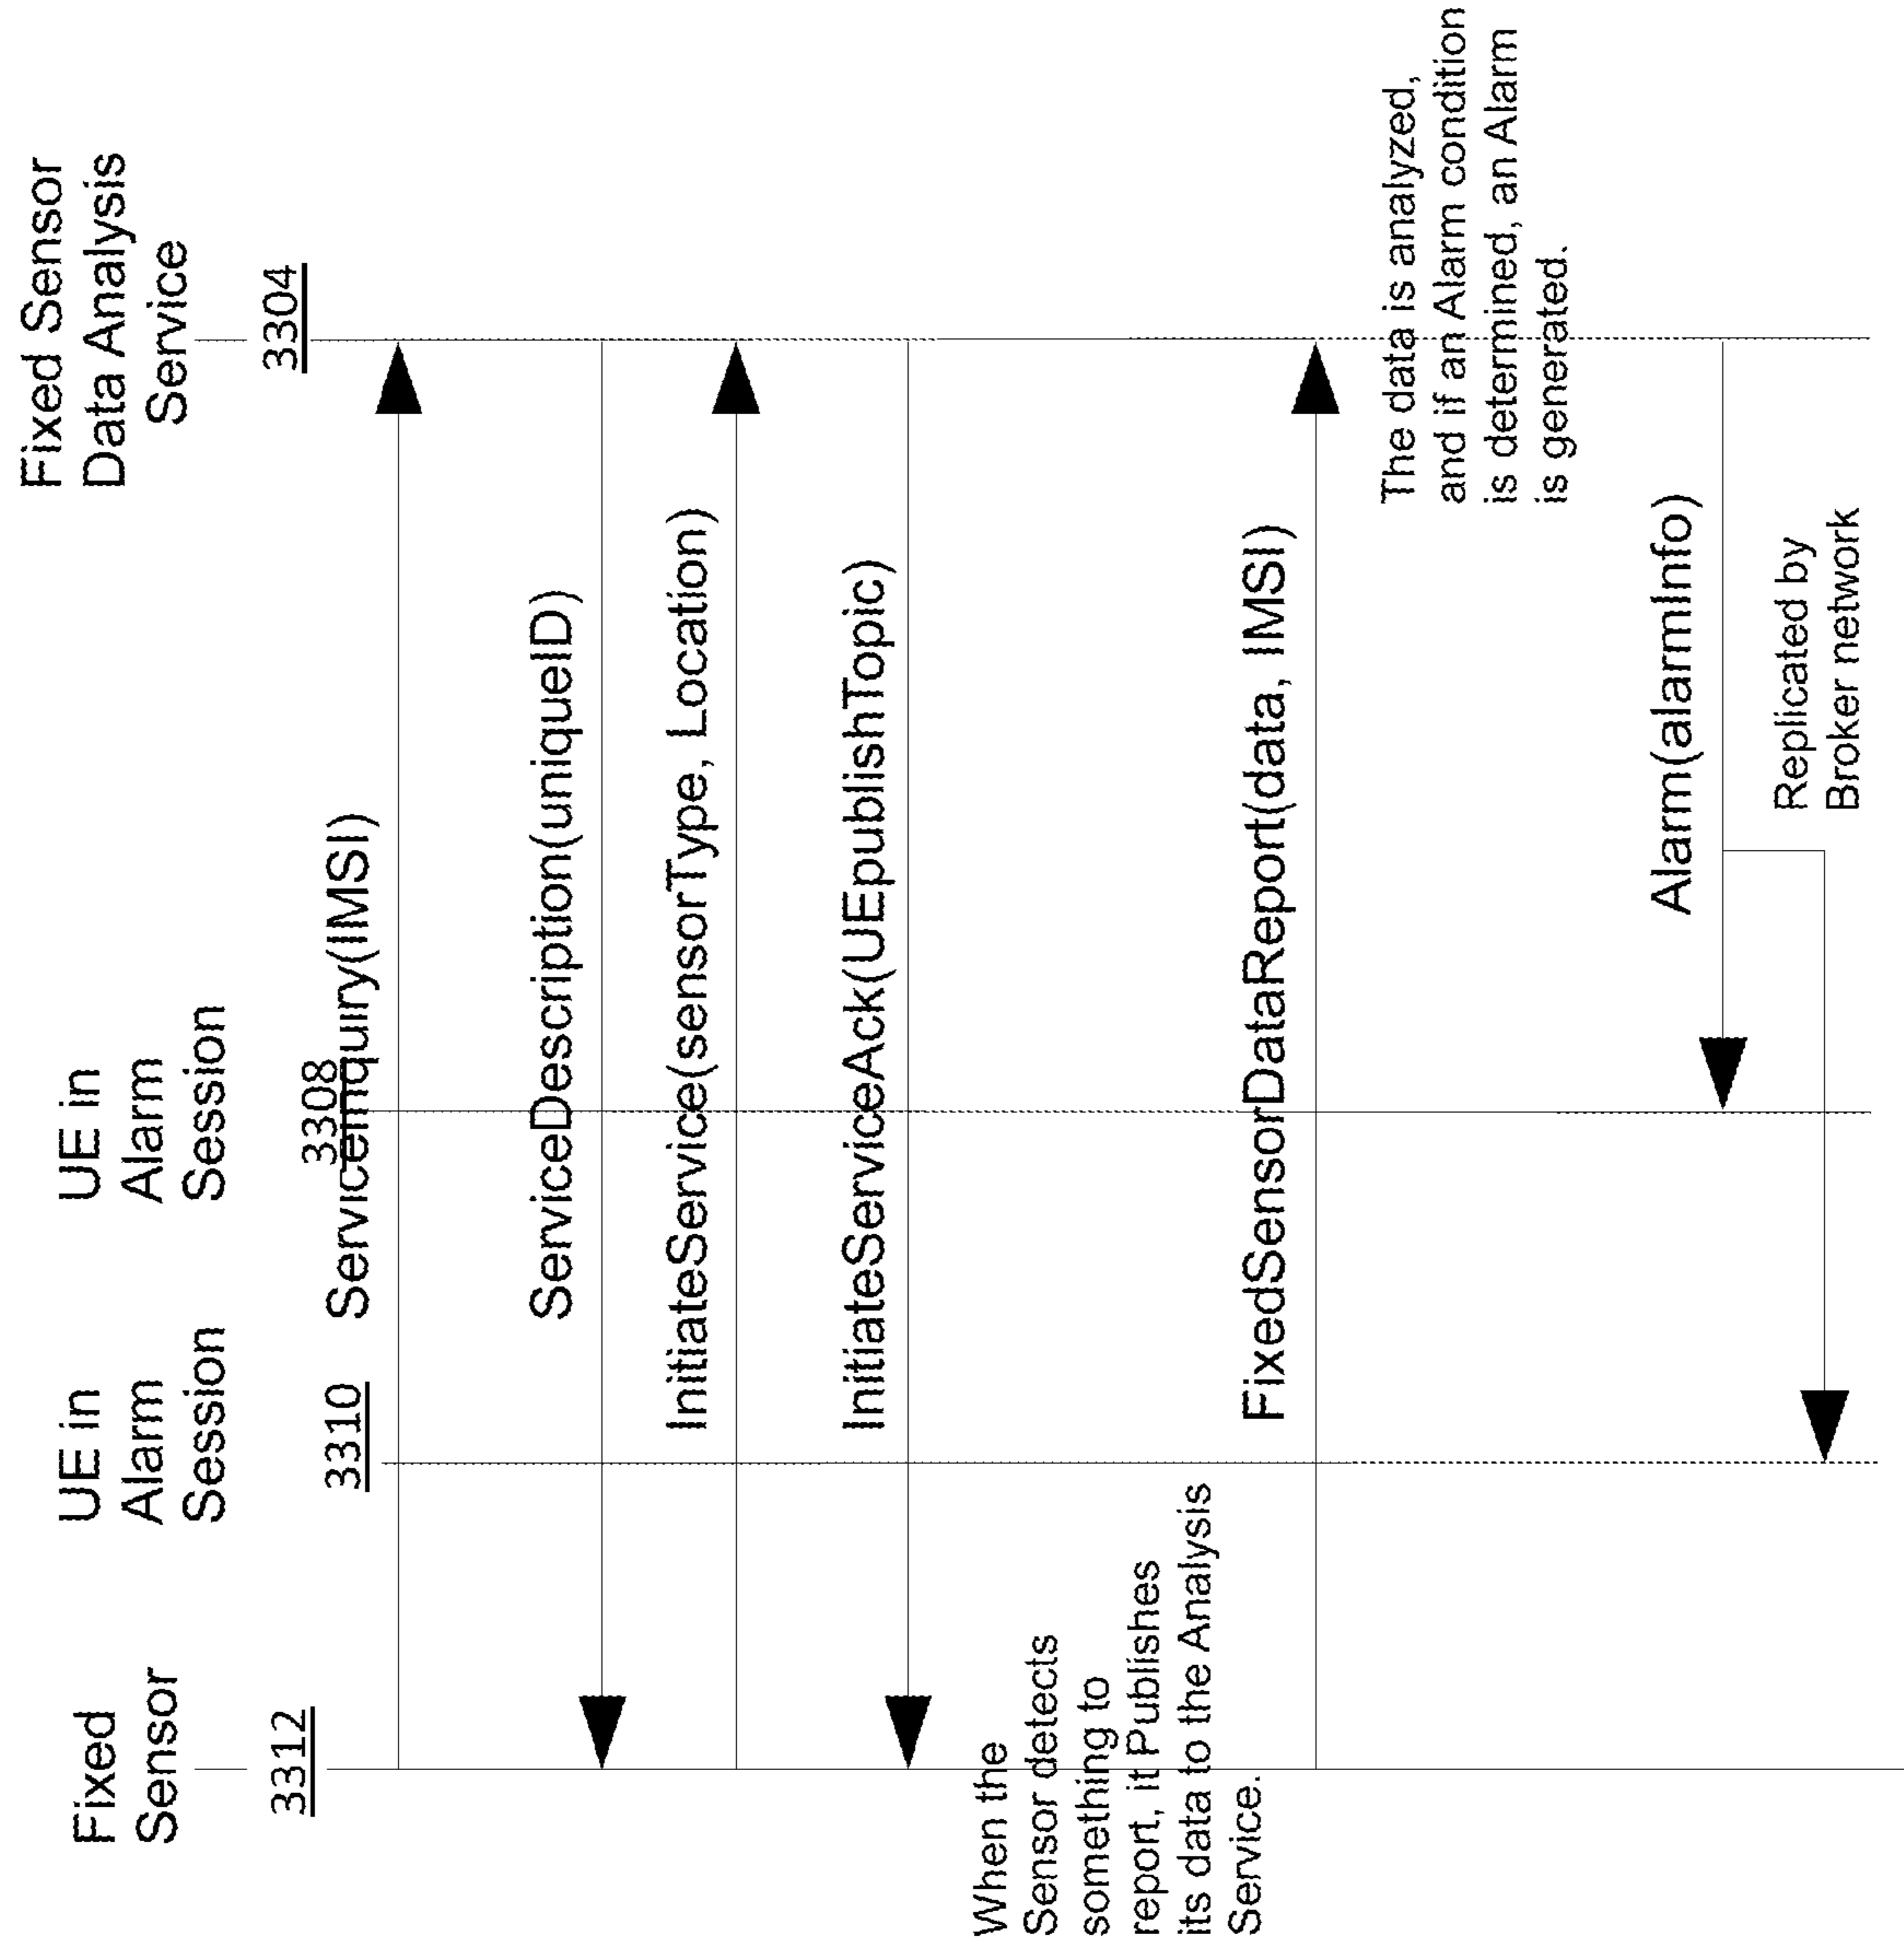 Fixed
Sensor
3312
UE in
Alarm
Session
3310
UE in
Alarm
Session
3308
Fixed Sensor
Data Analysis
Service
3304
ServiceInquiry(IMSI)
ServiceDescription(uniqueID)
InitiateService(sensorType, Location)
InitiateServiceAck(UEpublishTopic)
When the
Sensor detects
something to
report, it Publishes
its data to the Analysis
Service.
FixedSensorDataReport(data, IMSI)
The data is analyzed,
and if an Alarm condition
is determined, an Alarm
is generated.
Alarm(alarmInfo)
Replicated by
Broker network